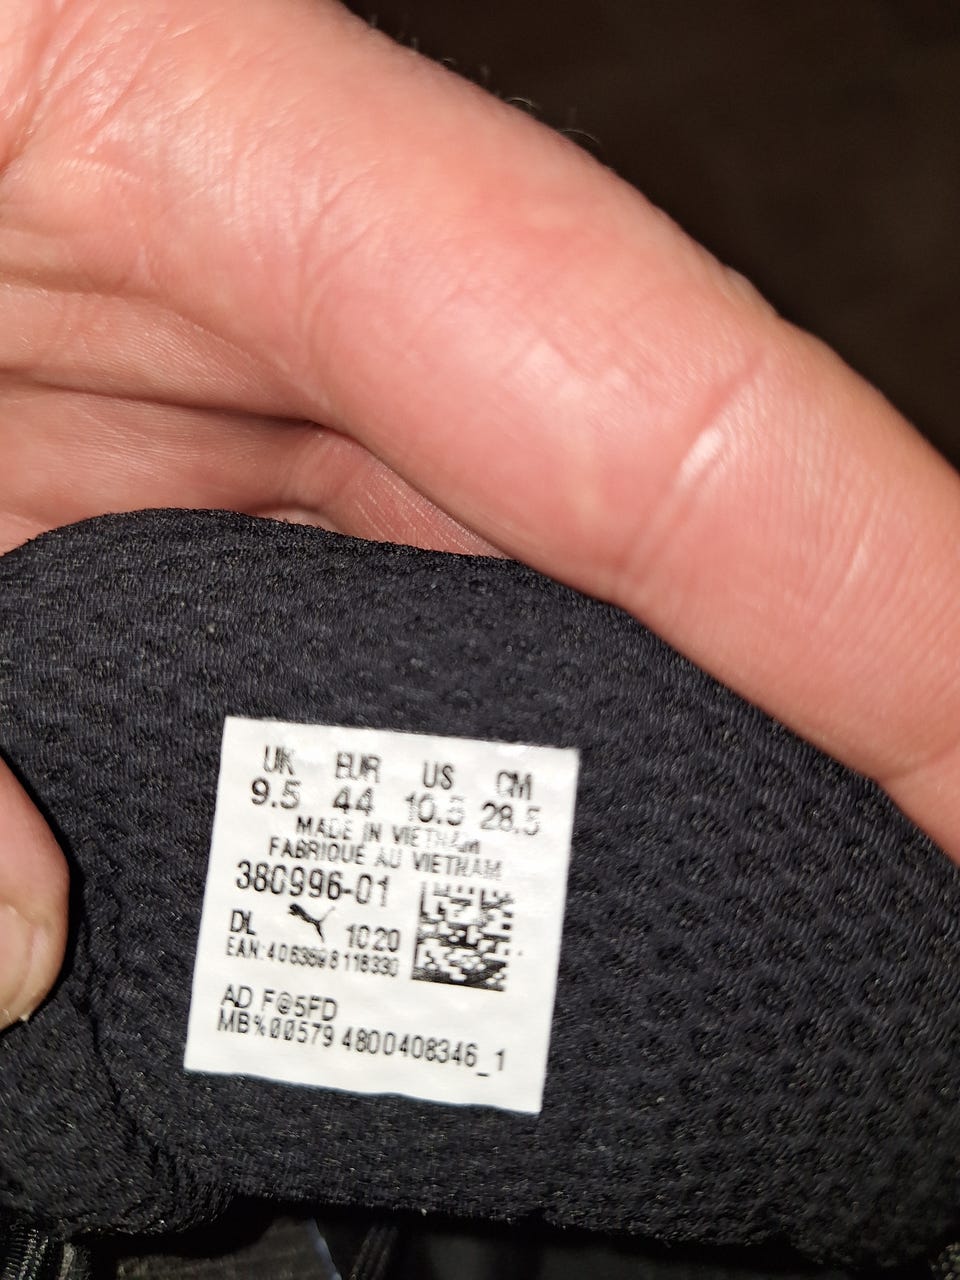 UK EUR US CM
9.5 44 10.5 28.5
MADE IN VIETNAM
FABRIQUE AU VIETNAM
380996-01
DL 1020
EAN:
AD F@5FD
MB%00579 4800408346_1